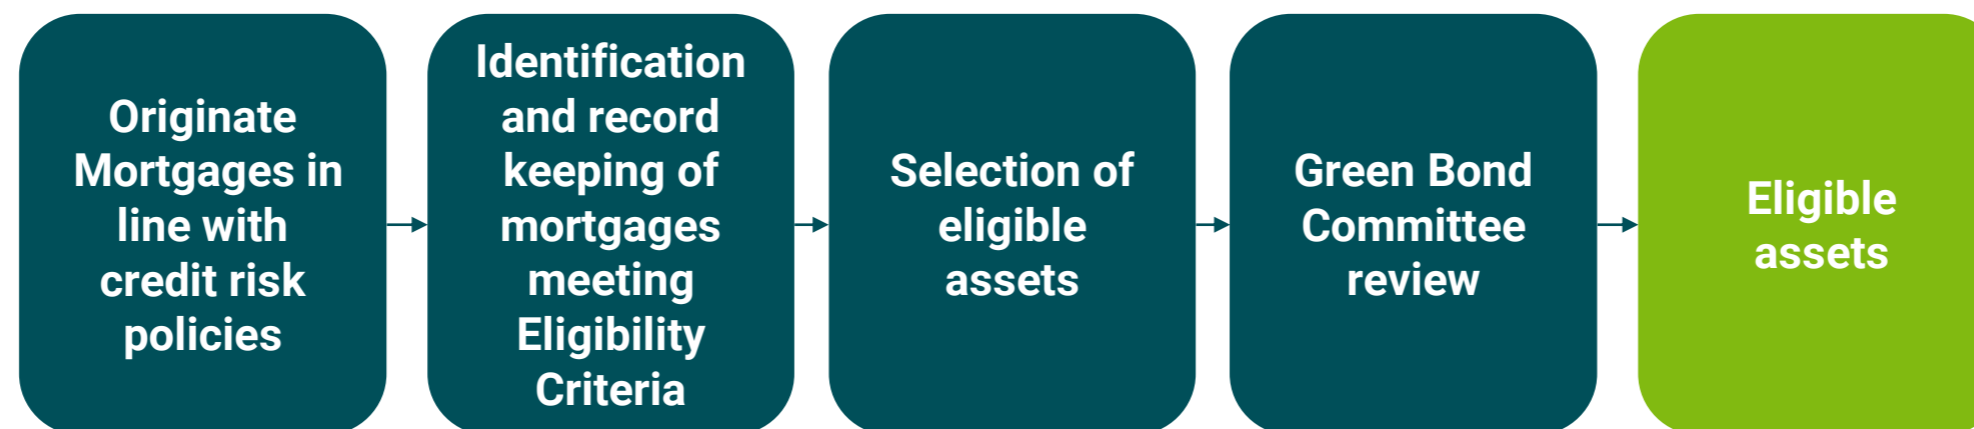 Originate
Mortgages in
line with
credit risk
policies
Identification
and record
keeping of
mortgages
meeting
Eligibility
Criteria
Selection of
eligible
assets
Green Bond
Committee
review
Eligible
assets